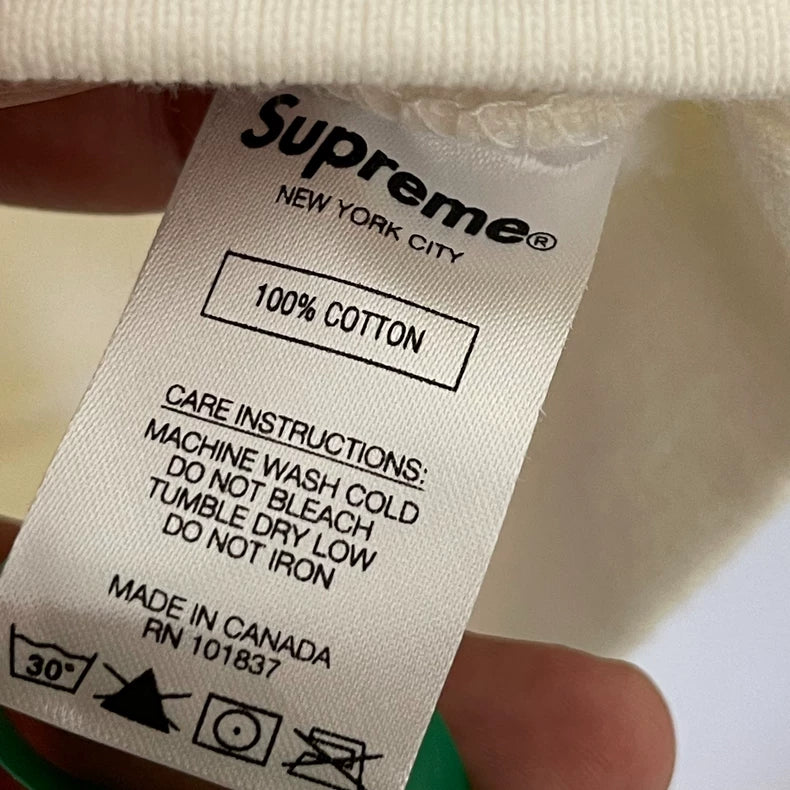 Supreme®
NEW YORK CITY
100% COTTON
CARE INSTRUCTIONS:
MACHINE WASH COLD
DO NOT BLEACH
TUMBLE DRY LOW
DO NOT IRON
MADE IN CANADA
RN 101837
30°